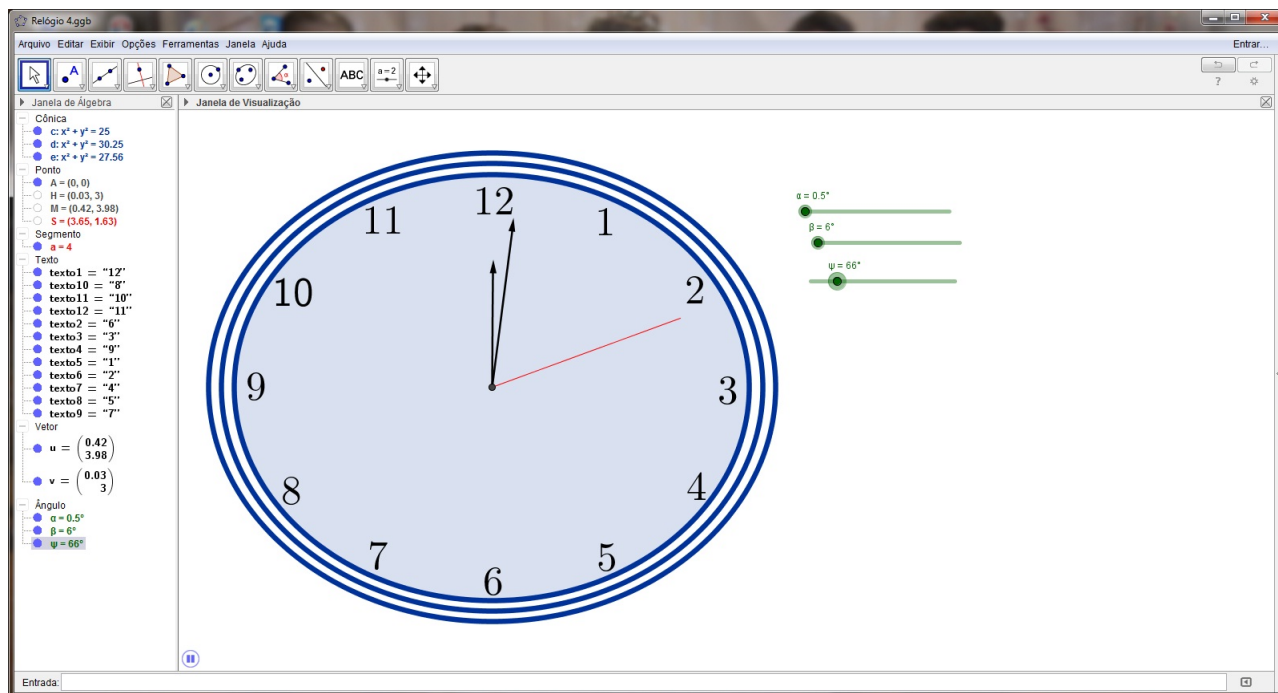 Relógio 4.ggb
Arquivo Editar Exibir Opções Ferramentas Janela Ajuda
Entrar...
A
ABC
a = 2
?
Janela de Álgebra
Janela de Visualização
Cônica
c: x² + y² = 25
d: x² + y² = 30.25
e: x² + y² = 27.56
Ponto
A = (0, 0)
H = (0.03, 3)
M = (0.42, 3.98)
S = (3.65, 1.63)
Segmento
a = 4
Texto
texto1 = “12”
texto10 = “8”
texto11 = “10”
texto12 = “11”
texto2 = “6”
texto3 = “3”
texto4 = “9”
texto5 = “1”
texto6 = “2”
texto7 = “4”
texto8 = “5”
texto9 = “7”
Vetor
u = (0.42
3.98)
v = (0.03
3)
Ângulo
α = 0.5°
β = 6°
ψ = 66°
12
1
2
3
4
5
6
7
8
9
10
11
α = 0.5°
β = 6°
ψ = 66°
Entrada: